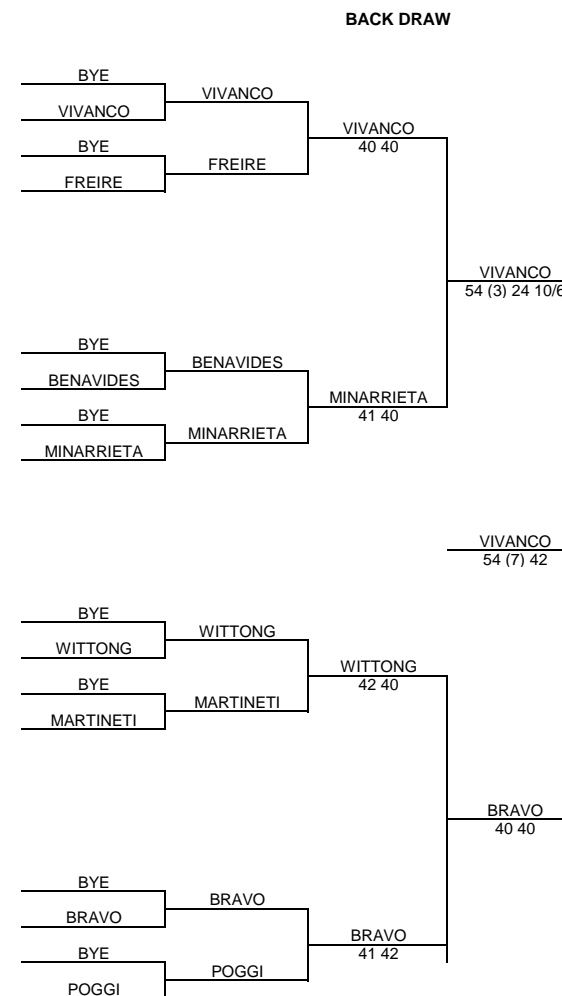 BACK DRAW
BYE
VIVANCO
VIVANCO
BYE
FREIRE
FREIRE
VIVANCO
40 40
VIVANCO
54 (3) 24 10/6
BYE
BENAVIDES
BENAVIDES
BYE
MINARRIETA
MINARRIETA
MINARRIETA
41 40
VIVANCO
54 (7) 42
BYE
WITTONG
WITTONG
BYE
MARTINETI
MARTINETI
WITTONG
42 40
BRAVO
40 40
BYE
BRAVO
BRAVO
BYE
POGGI
POGGI
BRAVO
41 42